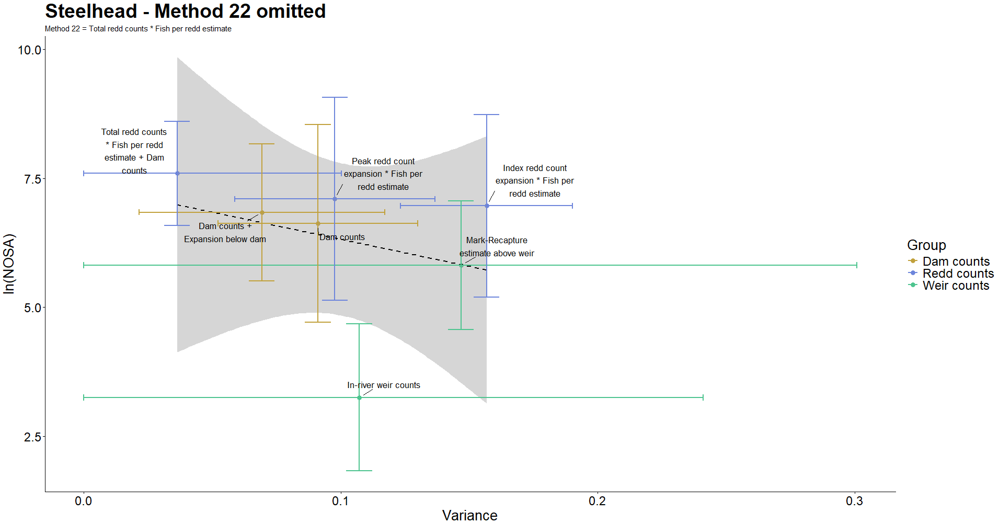 Steelhead - Method 22 omitted
Method 22 = Total redd counts * Fish per redd estimate
10.0
7.5
5.0
2.5
ln(NOSA)
Total redd counts
* Fish per redd
estimate + Dam
counts
Peak redd count
expansion * Fish per
redd estimate
Index redd count
expansion * Fish per
redd estimate
Dam counts +
Expansion below dam
Dam counts
Mark-Recapture
estimate above weir
In-river weir counts
Group
Dam counts
Redd counts
Weir counts
0.0
0.1
0.2
0.3
Variance